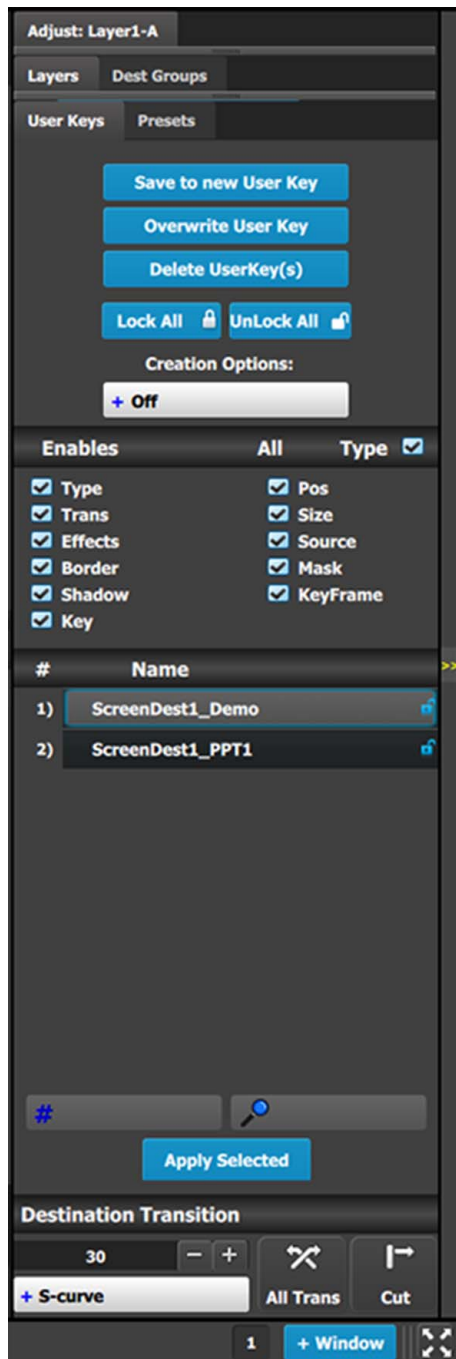 Adjust: Layer1-A
Layers Dest Groups
User Keys Presets
Save to new User Key
Overwrite User Key
Delete UserKey(s)
Lock All UnLock All
Creation Options:
+ Off
Enables All Type
Type Pos
Trans Size
Effects Source
Border Mask
Shadow KeyFrame
Key
# Name
>>
1) ScreenDest1_Demo
2) ScreenDest1_PPT1
#
Apply Selected
Destination Transition
30 − +
+ S-curve All Trans Cut
1 + Window